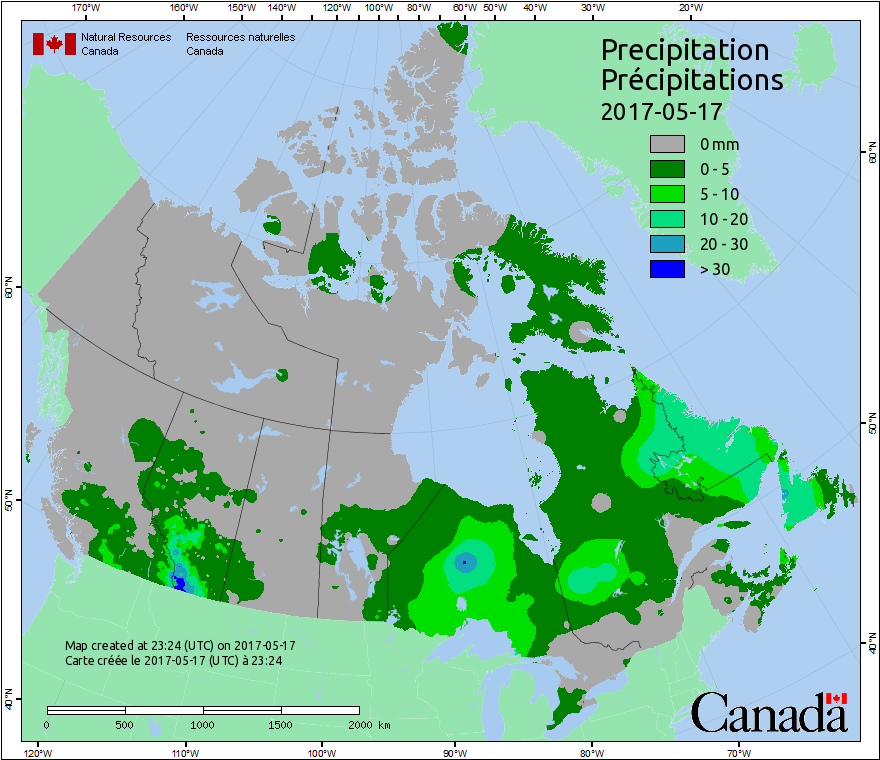 170°W 160°W 150°W 140°W 120°W 100°W 80°W 60°W 50°W 40°W 30°W 20°W
Natural Resources Ressources naturelles
Canada Canada
Precipitation
Précipitations
2017-05-17
0 mm
0 - 5
5 - 10
10 - 20
20 - 30
> 30
60°N
60°N
50°N
50°N
40°N
40°N
Map created at 23:24 (UTC) on 2017-05-17
Carte créée le 2017-05-17 (UTC) à 23:24
0 500 1000 1500 2000 km
Canada
120°W 110°W 100°W 90°W 80°W 70°W